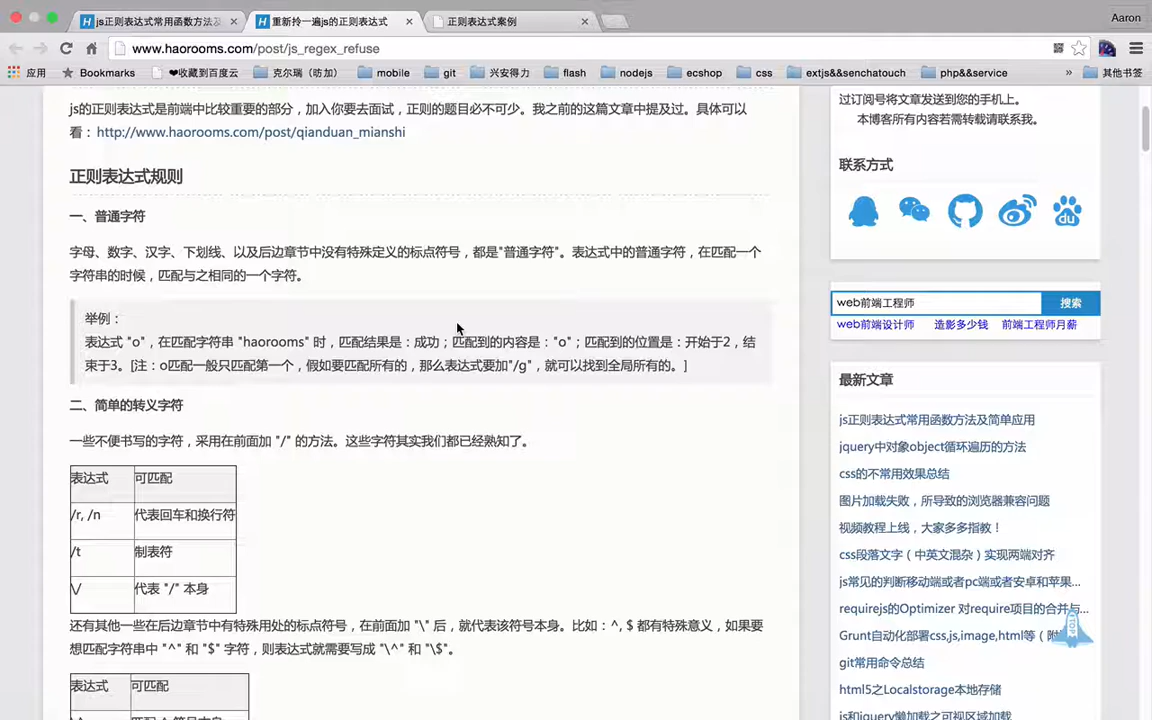 js正则表达式常用函数方法及
重新拎一遍js的正则表达式
正则表达式案例
Aaron
www.haorooms.com/post/js_regex_refuse
应用 Bookmarks ❤收藏到百度云 克尔瑞（昉加） mobile git 兴安得力 flash nodejs ecshop css extjs&&senchatouch php&&service » 其他书签
js的正则表达式是前端中比较重要的部分，加入你要去面试，正则的题目必不可少。我之前的这篇文章中提及过。具体可以
看：http://www.haorooms.com/post/qianduan_mianshi
正则表达式规则
一、普通字符
字母、数字、汉字、下划线、以及后边章节中没有特殊定义的标点符号，都是"普通字符"。表达式中的普通字符，在匹配一个
字符串的时候，匹配与之相同的一个字符。
举例：
表达式 "o"，在匹配字符串 "haorooms" 时，匹配结果是：成功；匹配到的内容是："o"；匹配到的位置是：开始于2，结
束于3。[注：o匹配一般只匹配第一个，假如要匹配所有的，那么表达式要加"/g"，就可以找到全局所有的。]
二、简单的转义字符
一些不便书写的字符，采用在前面加 "/" 的方法。这些字符其实我们都已经熟知了。
表达式 可匹配
/r, /n 代表回车和换行符
/t 制表符
\/ 代表 "/" 本身
还有其他一些在后边章节中有特殊用处的标点符号，在前面加 "\" 后，就代表该符号本身。比如：^, $ 都有特殊意义，如果要
想匹配字符串中 "^" 和 "$" 字符，则表达式就需要写成 "\^" 和 "\$"。
表达式 可匹配
过订阅号将文章发送到您的手机上。
本博客所有内容若需转载请联系我。
联系方式
du
web前端工程师 搜索
web前端设计师 造影多少钱 前端工程师月薪
最新文章
js正则表达式常用函数方法及简单应用
jquery中对象object循环遍历的方法
css的不常用效果总结
图片加载失败，所导致的浏览器兼容问题
视频教程上线，大家多多指教！
css段落文字（中英文混杂）实现两端对齐
js常见的判断移动端或者pc端或者安卓和苹果...
requirejs的Optimizer 对require项目的合并与...
Grunt自动化部署css,js,image,html等（附
TOP
git常用命令总结
html5之Localstorage本地存储
js和jquery懒加载之可视区域加载